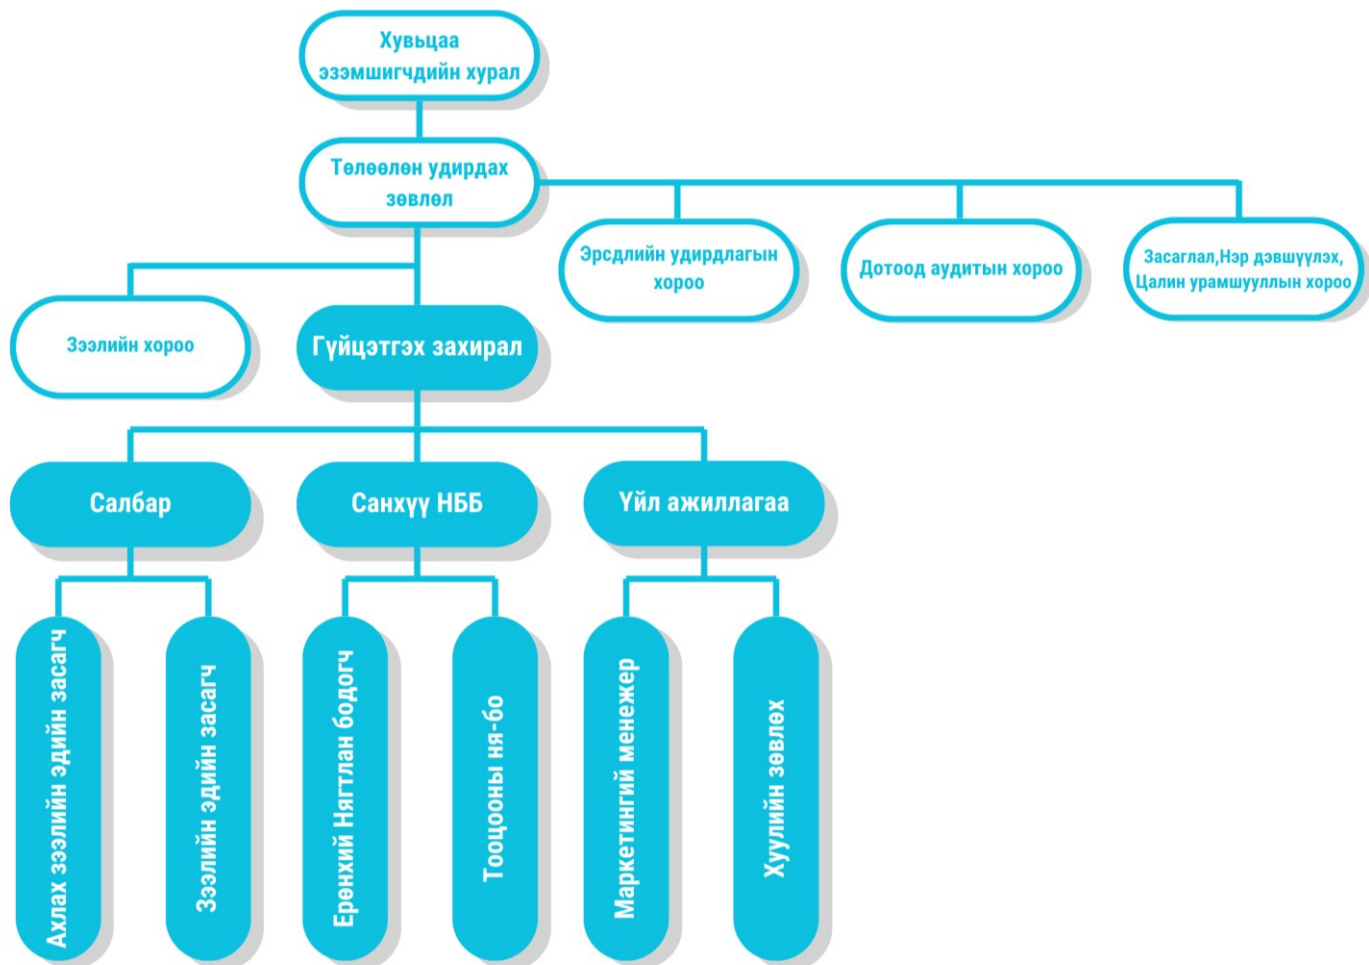 Хувьцаа
эзэмшигчдийн хурал
Төлөөлөн удирдах
зөвлөл
Эрсдлийн удирдлагын
хороо
Дотоод аудитын хороо
Засаглал,Нэр дэвшүүлэх,
Цалин урамшууллын хороо
Зээлийн хороо
Гүйцэтгэх захирал
Салбар
Санхүү НББ
Үйл ажиллагаа
Ахлах зээлийн эдийн засагч
Зээлийн эдийн засагч
Ерөнхий Нягтлан бодогч
Тооцооны ня-бо
Маркетингий менежер
Хуулийн зөвлөх